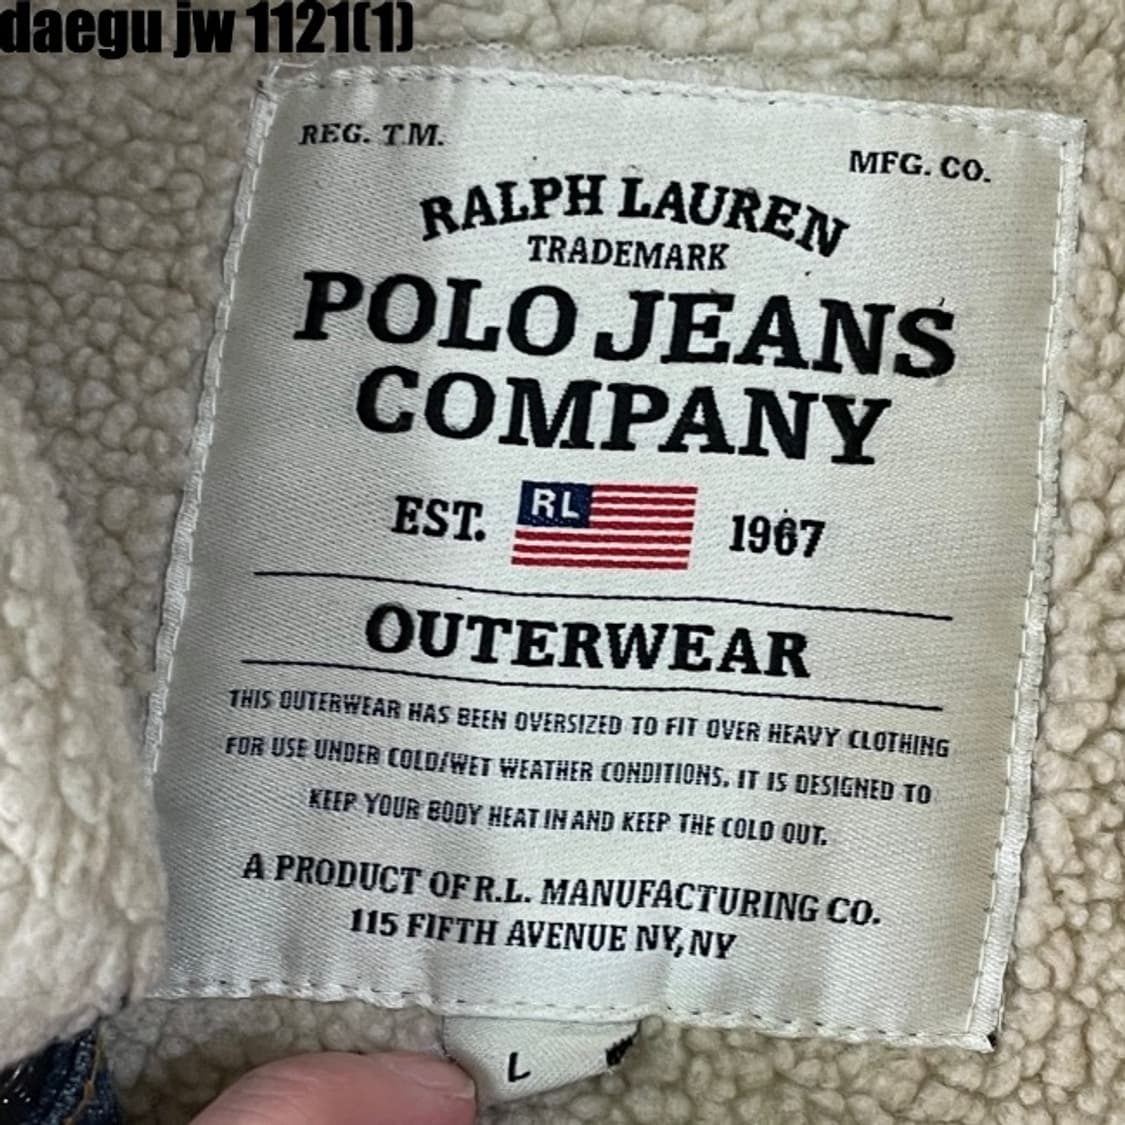 daegu jw 1121(1)
REG. T.M.
MFG. CO.
RALPH LAUREN
TRADEMARK
POLO JEANS
COMPANY
EST. RL 1967
OUTERWEAR
THIS OUTERWEAR HAS BEEN OVERSIZED TO FIT OVER HEAVY CLOTHING
FOR USE UNDER COLD/WET WEATHER CONDITIONS. IT IS DESIGNED TO
KEEP YOUR BODY HEAT IN AND KEEP THE COLD OUT.
A PRODUCT OF R.L. MANUFACTURING CO.
115 FIFTH AVENUE NY, NY
L